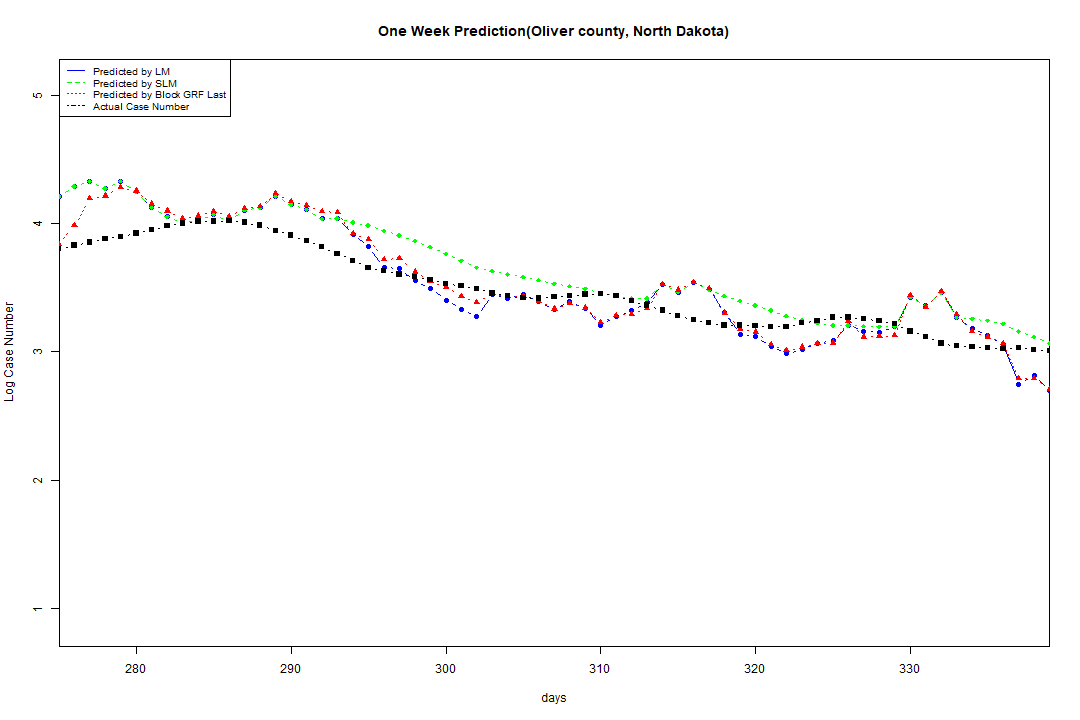 One Week Prediction(Oliver county, North Dakota)
Predicted by LM
Predicted by SLM
Predicted by Block GRF Last
Actual Case Number
5
4
3
2
1
Log Case Number
280 290 300 310 320 330
days